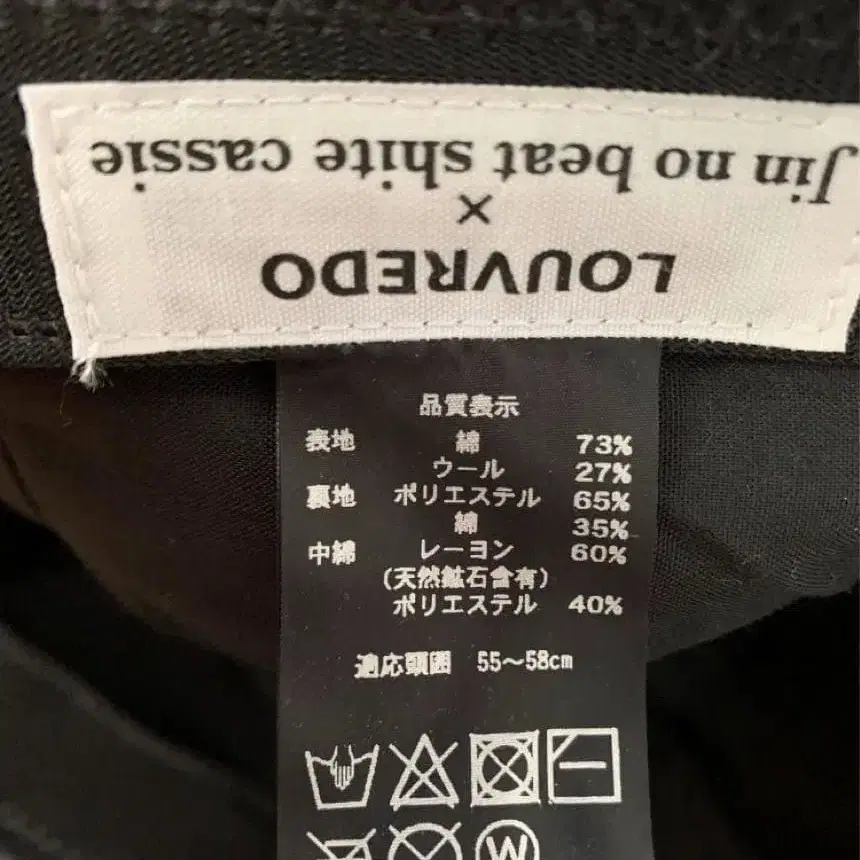 Jin no beat shite cassie
×
LOUVREDO
品質表示
表地 綿 73%
ウール 27%
裏地 ポリエステル 65%
綿 35%
中綿 レーヨン 60%
(天然鉱石含有)
ポリエステル 40%
適応頭囲 55〜58cm
W